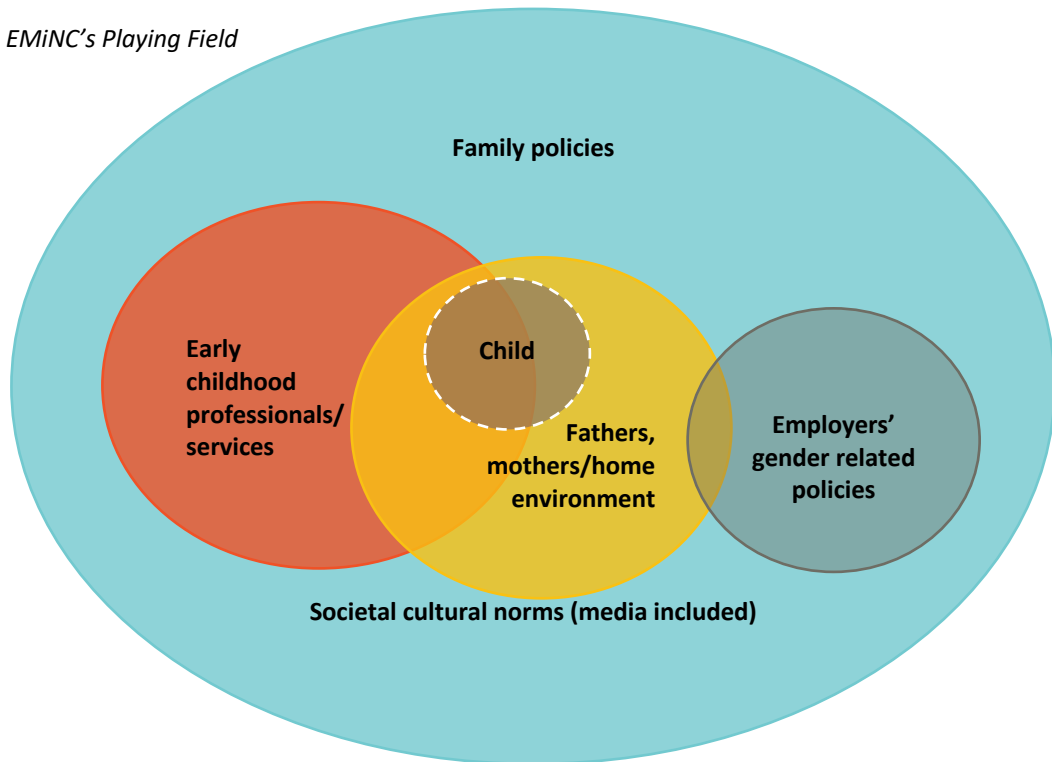 EMiNC’s Playing Field
Family policies
Early
childhood
professionals/
services
Child
Fathers,
mothers/home
environment
Employers’
gender related
policies
Societal cultural norms (media included)